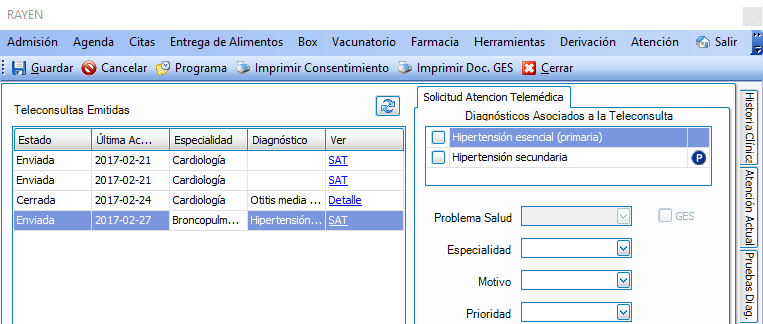 RAYEN
Admisión Agenda Citas Entrega de Alimentos Box Vacunatorio Farmacia Herramientas Derivación Atención Salir
Guardar Cancelar Programa Imprimir Consentimiento Imprimir Doc. GES Cerrar
Teleconsultas Emitidas
Estado Última Ac... Especialidad Diagnóstico Ver
Enviada 2017-02-21 Cardiología SAT
Enviada 2017-02-21 Cardiología SAT
Cerrada 2017-02-24 Cardiología Otitis media ... Detalle
Enviada 2017-02-27 Broncopulm... Hipertensión... SAT
Solicitud Atencion Telemédica
Diagnósticos Asociados a la Teleconsulta
Hipertensión esencial (primaria)
Hipertensión secundaria P
Problema Salud GES
Especialidad
Motivo
Prioridad
Historia Clínica
Atención Actual
Pruebas Diag.